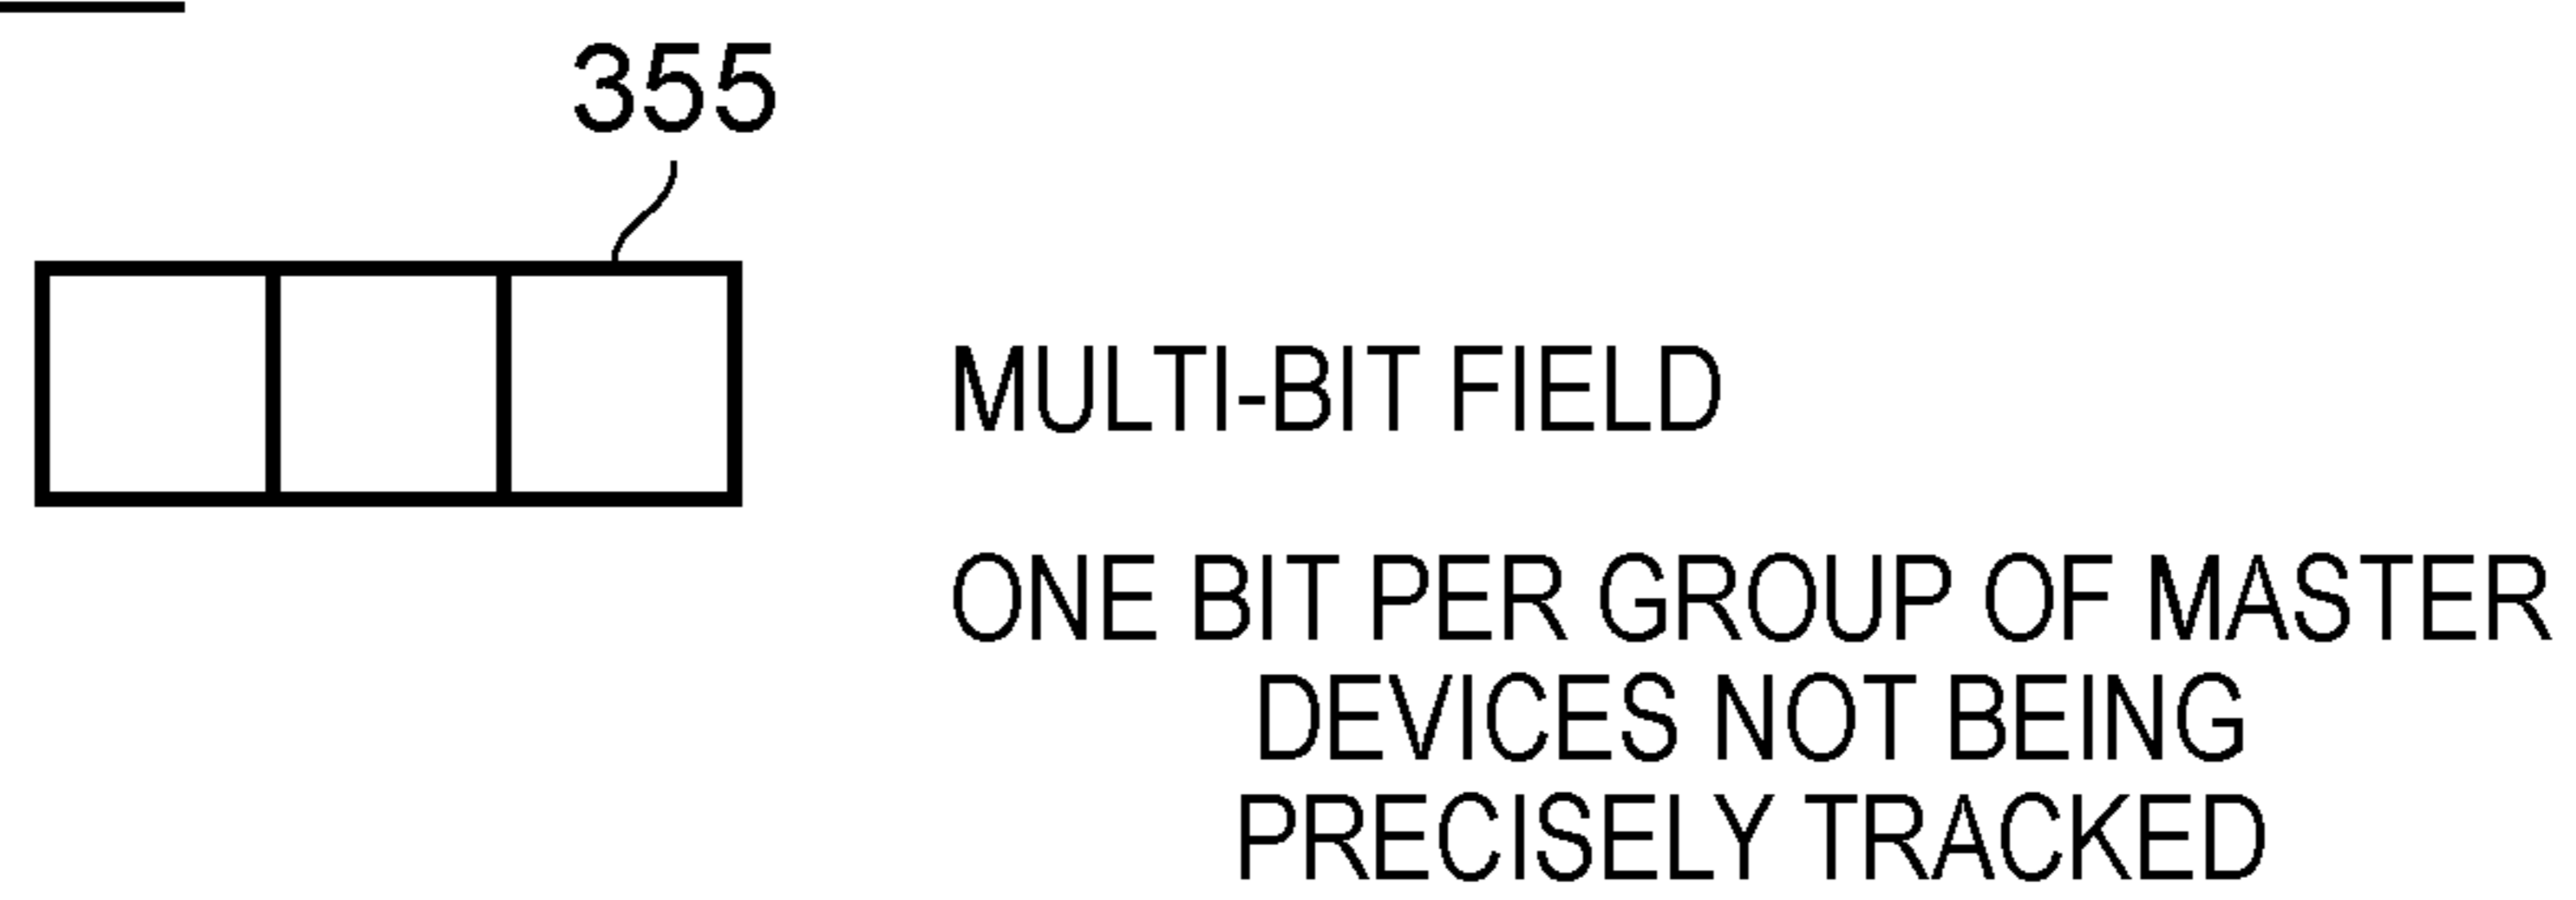 355
MULTI-BIT FIELD
ONE BIT PER GROUP OF MASTER
DEVICES NOT BEING
PRECISELY TRACKED